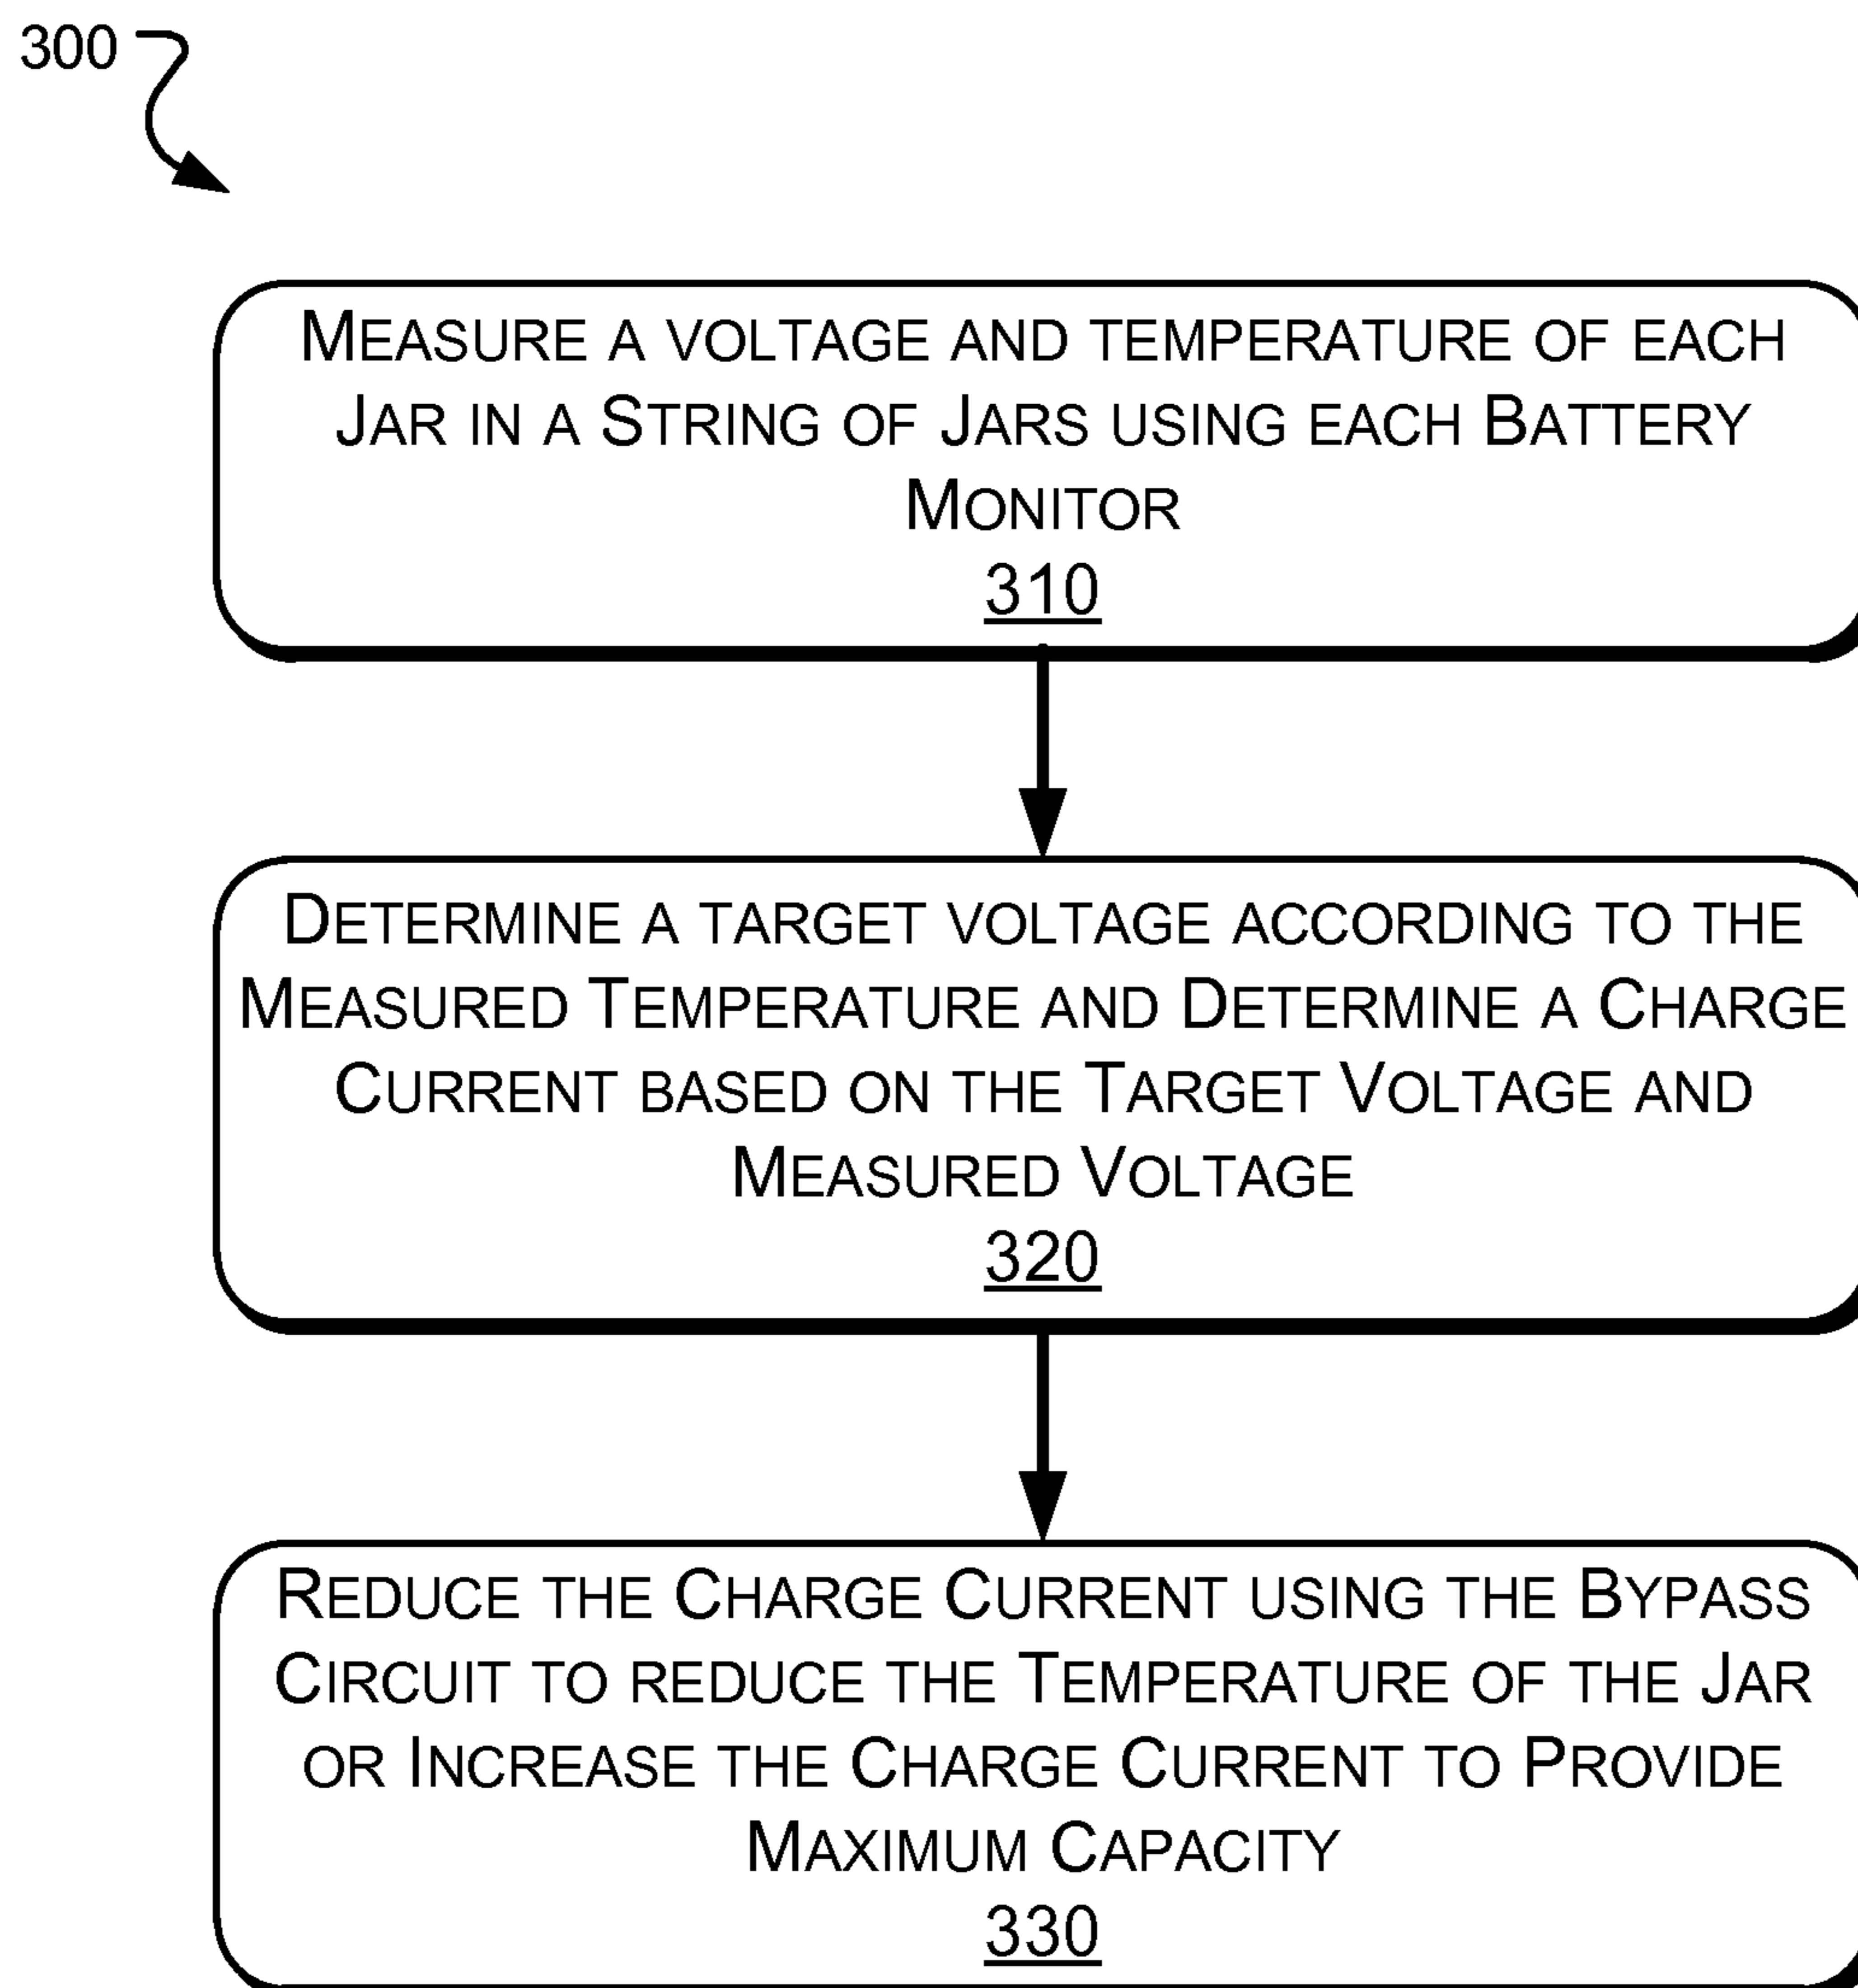 300
MEASURE A VOLTAGE AND TEMPERATURE OF EACH
JAR IN A STRING OF JARS USING EACH BATTERY
MONITOR
310
DETERMINE A TARGET VOLTAGE ACCORDING TO THE
MEASURED TEMPERATURE AND DETERMINE A CHARGE
CURRENT BASED ON THE TARGET VOLTAGE AND
MEASURED VOLTAGE
320
REDUCE THE CHARGE CURRENT USING THE BYPASS
CIRCUIT TO REDUCE THE TEMPERATURE OF THE JAR
OR INCREASE THE CHARGE CURRENT TO PROVIDE
MAXIMUM CAPACITY
330